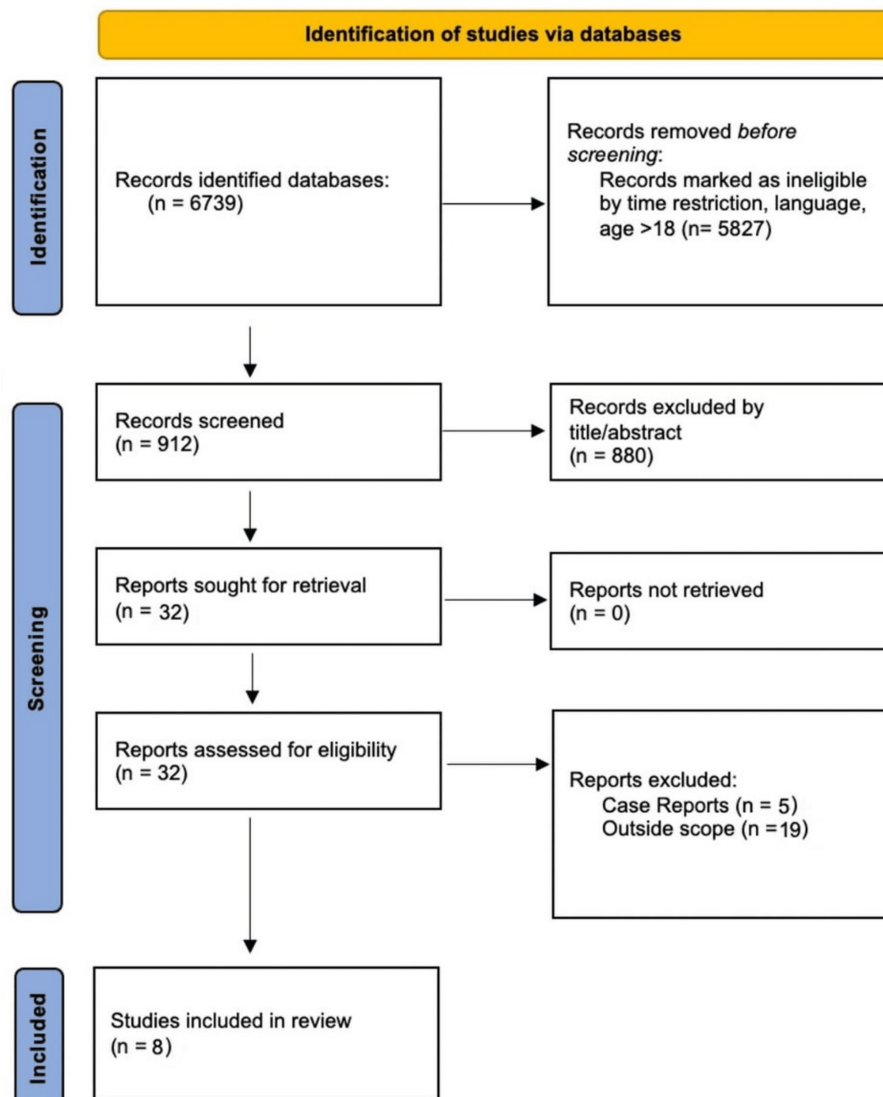 Identification of studies via databases
Identification
Records identified databases:
(n = 6739)
Records removed before
screening:
Records marked as ineligible
by time restriction, language,
age >18 (n= 5827)
Screening
Records screened
(n = 912)
Records excluded by
title/abstract
(n = 880)
Reports sought for retrieval
(n = 32)
Reports not retrieved
(n = 0)
Reports assessed for eligibility
(n = 32)
Reports excluded:
Case Reports (n = 5)
Outside scope (n =19)
Included
Studies included in review
(n = 8)